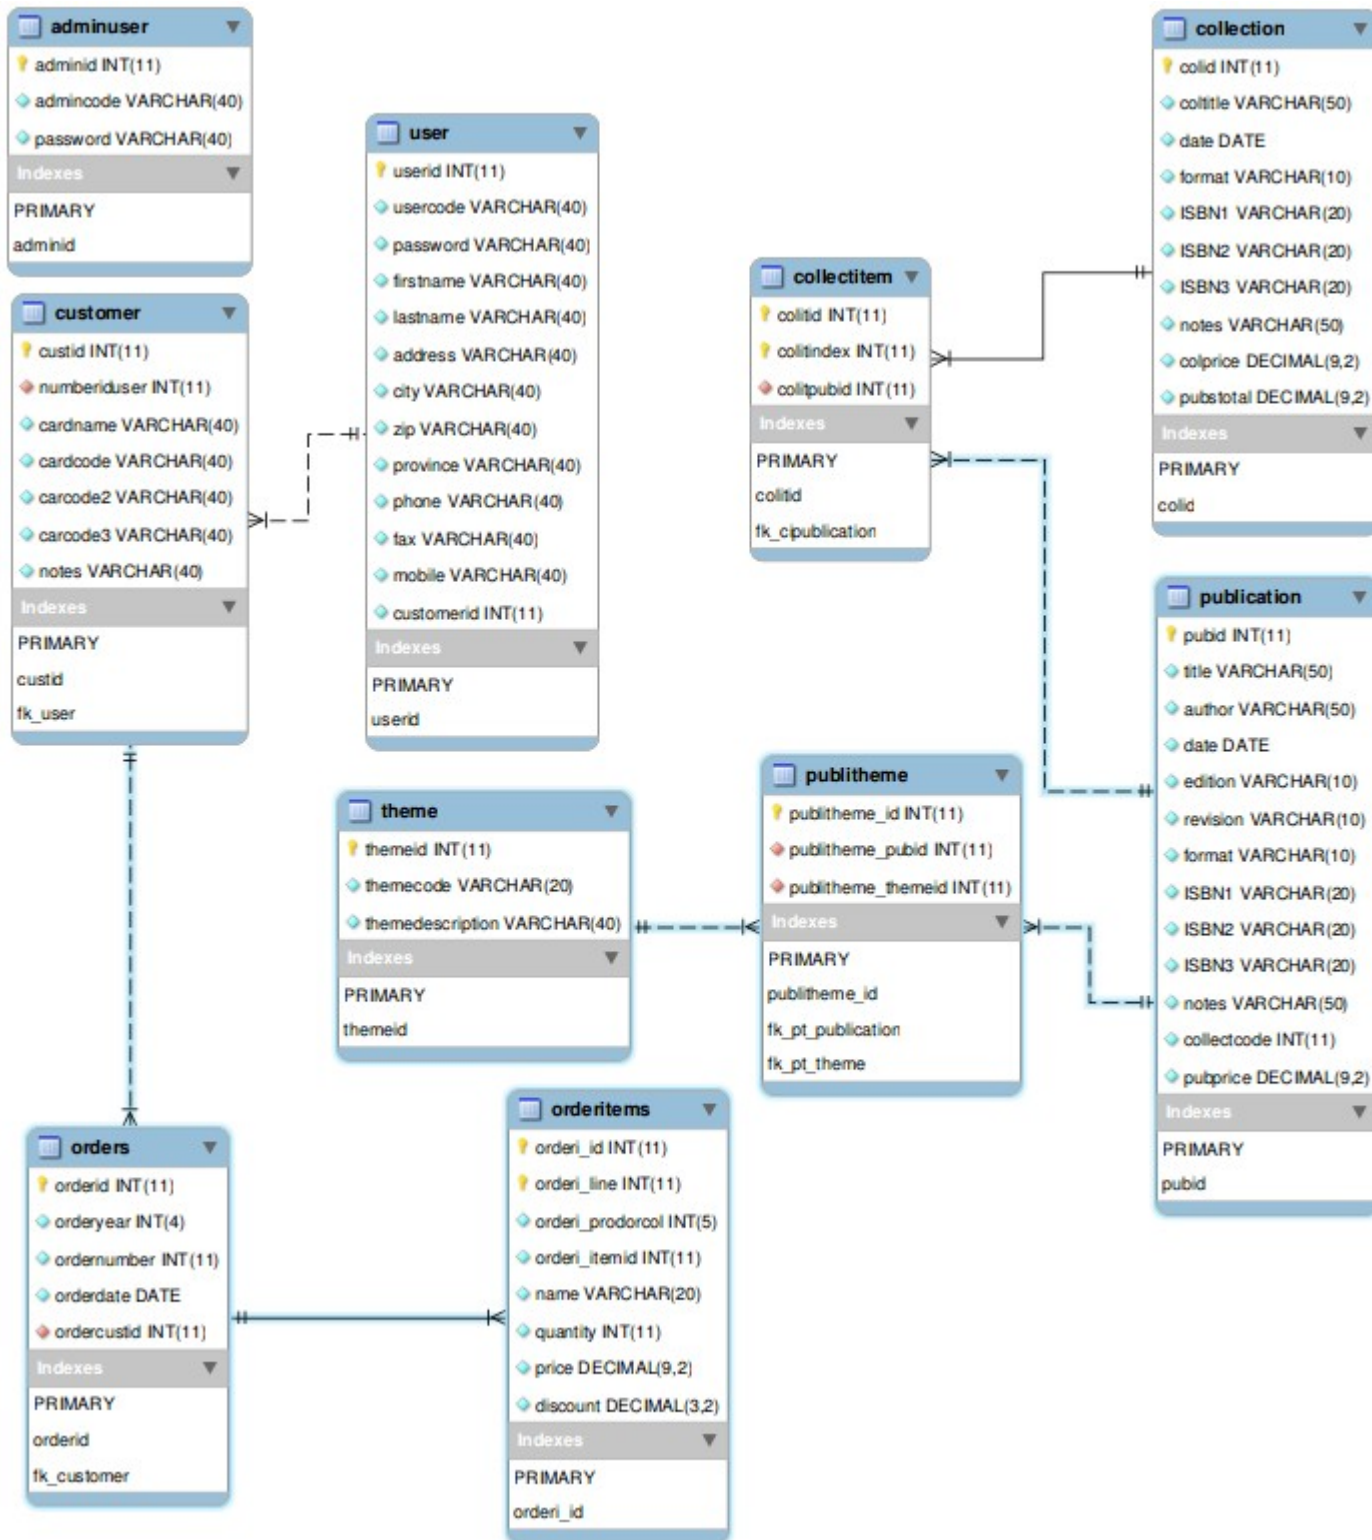 adminuser
adminid INT(11)
admincode VARCHAR(40)
password VARCHAR(40)
Indexes
PRIMARY
adminid
customer
custid INT(11)
numberiduser INT(11)
cardname VARCHAR(40)
cardcode VARCHAR(40)
carcode2 VARCHAR(40)
carcode3 VARCHAR(40)
notes VARCHAR(40)
Indexes
PRIMARY
custid
fk_user
user
userid INT(11)
usercode VARCHAR(40)
password VARCHAR(40)
firstname VARCHAR(40)
lastname VARCHAR(40)
address VARCHAR(40)
city VARCHAR(40)
zip VARCHAR(40)
province VARCHAR(40)
phone VARCHAR(40)
fax VARCHAR(40)
mobile VARCHAR(40)
customerid INT(11)
Indexes
PRIMARY
userid
collectitem
colitid INT(11)
colitindex INT(11)
colitpubid INT(11)
Indexes
PRIMARY
colitid
fk_cipublication
collection
colid INT(11)
coltitle VARCHAR(50)
date DATE
format VARCHAR(10)
ISBN1 VARCHAR(20)
ISBN2 VARCHAR(20)
ISBN3 VARCHAR(20)
notes VARCHAR(50)
colprice DECIMAL(9,2)
pubstotal DECIMAL(9,2)
Indexes
PRIMARY
colid
publication
pubid INT(11)
title VARCHAR(50)
author VARCHAR(50)
date DATE
edition VARCHAR(10)
revision VARCHAR(10)
format VARCHAR(10)
ISBN1 VARCHAR(20)
ISBN2 VARCHAR(20)
ISBN3 VARCHAR(20)
notes VARCHAR(50)
collectcode INT(11)
pubprice DECIMAL(9,2)
Indexes
PRIMARY
pubid
theme
themeid INT(11)
themecode VARCHAR(20)
themedescription VARCHAR(40)
Indexes
PRIMARY
themeid
publitheme
publitheme_id INT(11)
publitheme_pubid INT(11)
publitheme_themeid INT(11)
Indexes
PRIMARY
publitheme_id
fk_pt_publication
fk_pt_theme
orders
orderid INT(11)
orderyear INT(4)
ordernumber INT(11)
orderdate DATE
ordercustid INT(11)
Indexes
PRIMARY
orderid
fk_customer
orderitems
orderi_id INT(11)
orderi_line INT(11)
orderi_prodorcol INT(5)
orderi_itemid INT(11)
name VARCHAR(20)
quantity INT(11)
price DECIMAL(9,2)
discount DECIMAL(3,2)
Indexes
PRIMARY
orderi_id